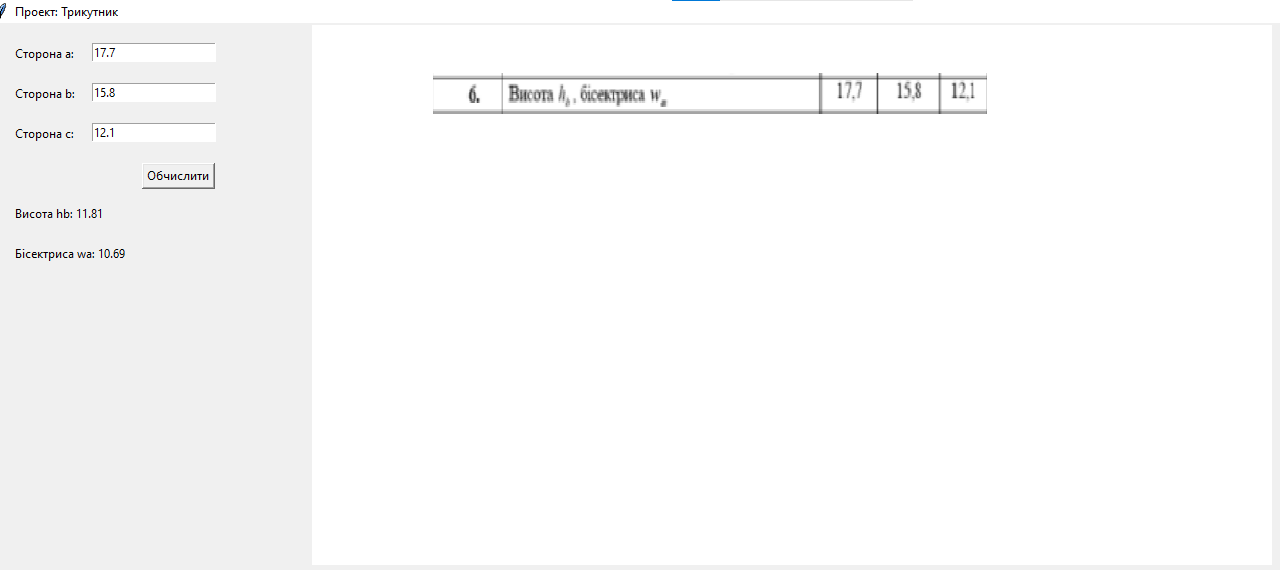 Проект: Трикутник
Сторона a: 17.7
Сторона b: 15.8
Сторона c: 12.1
Обчислити
Висота hb: 11.81
Бісектриса wa: 10.69
6. Висота h_b, бісектриса w_a 17,7 15,8 12,1